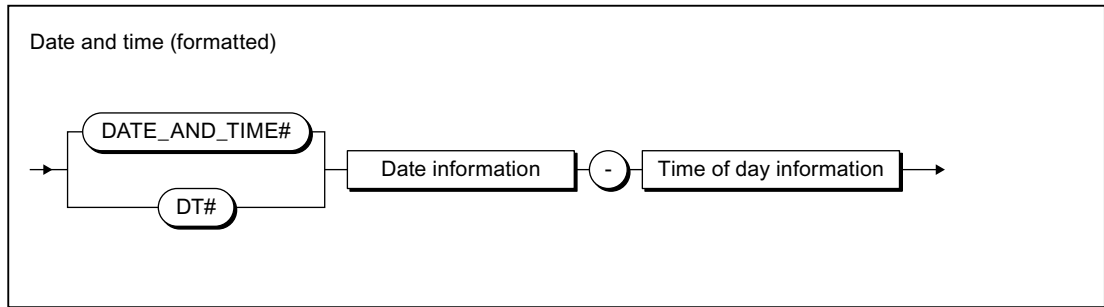 Date and time (formatted)
DATE_AND_TIME#
Date information - Time of day information
DT#